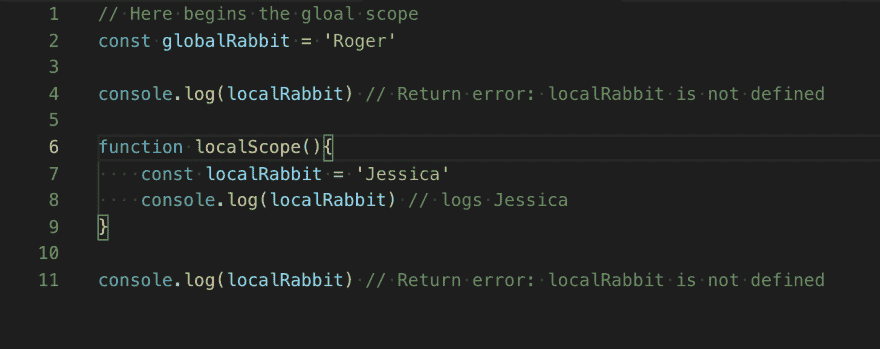 1 // Here begins the gloal scope
2 const globalRabbit = 'Roger'
3
4 console.log(localRabbit) // Return error: localRabbit is not defined
5
6 function localScope(){
7     const localRabbit = 'Jessica'
8     console.log(localRabbit) // logs Jessica
9 }
10
11 console.log(localRabbit) // Return error: localRabbit is not defined